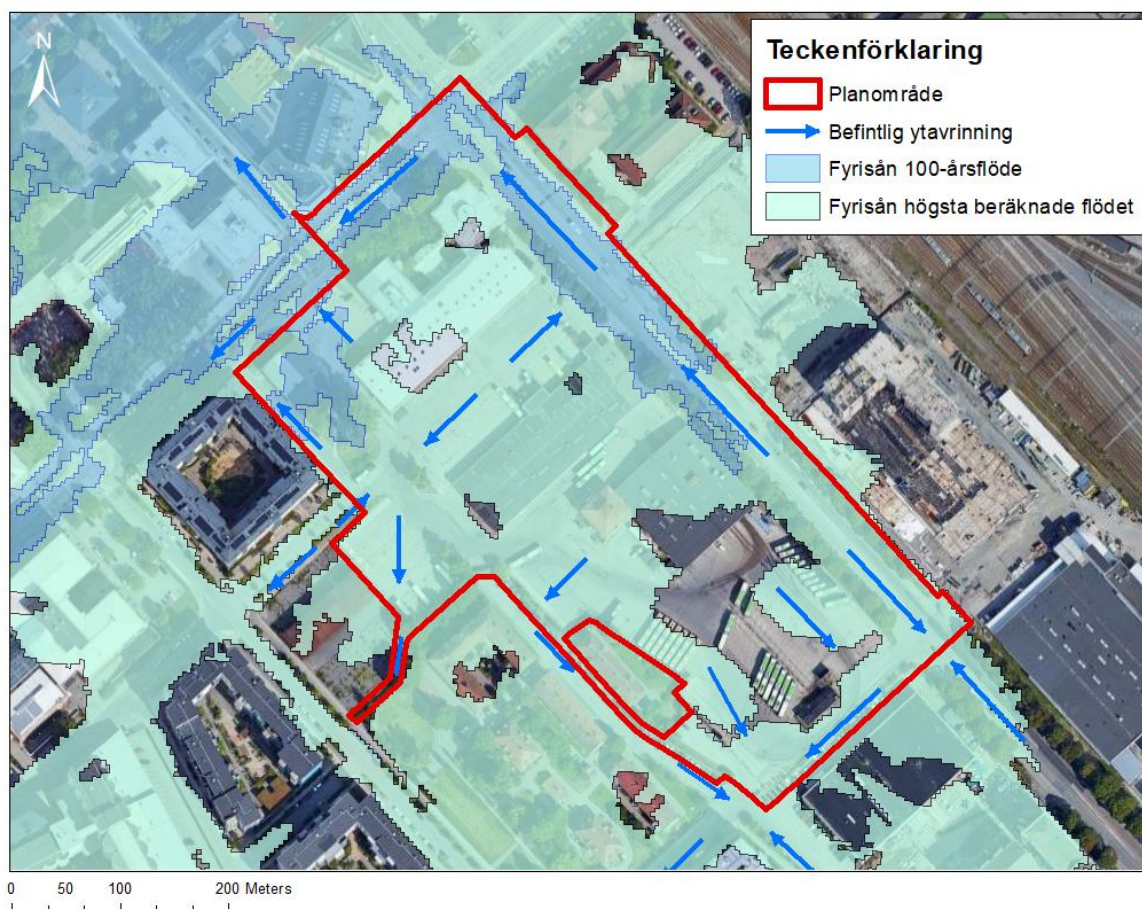 N
Teckenförklaring
Planområde
Befintlig ytavrinning
Fyrisån 100-årsflöde
Fyrisån högsta beräknade flödet
0 50 100 200 Meters